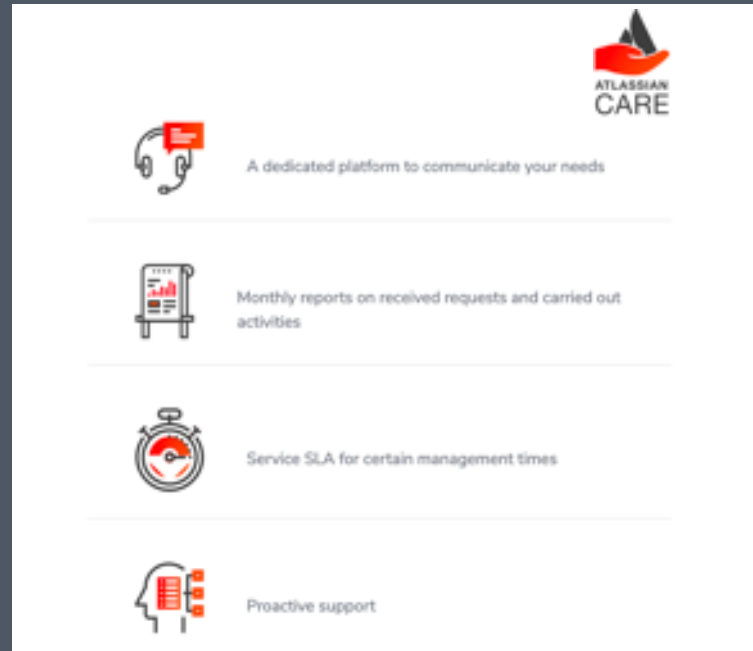 ATLASSIAN
CARE
A dedicated platform to communicate your needs
Monthly reports on received requests and carried out
activities
Service SLA for certain management times
Proactive support